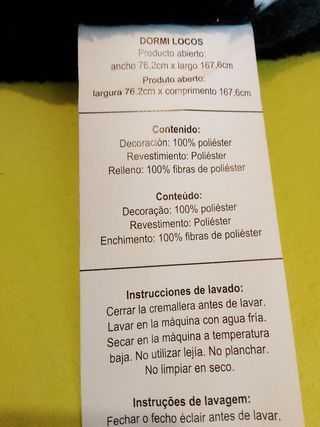 DORMI LOCOS
Producto abierto:
ancho 76.2cm x largo 167,6cm
Produto aberto:
largura 76.2cm x comprimento 167,6cm
Contenido:
Decoración: 100% poliéster
Revestimiento: Poliéster
Relleno: 100% fibras de poliéster
Conteúdo:
Decoração: 100% poliéster
Revestimento: Poliéster
Enchimento: 100% fibras de poliéster
Instrucciones de lavado:
Cerrar la cremallera antes de lavar.
Lavar en la máquina con agua fría.
Secar en la máquina a temperatura
baja. No utilizar lejía. No planchar.
No limpiar en seco.
Instruções de lavagem:
Fechar o fecho éclair antes de lavar.